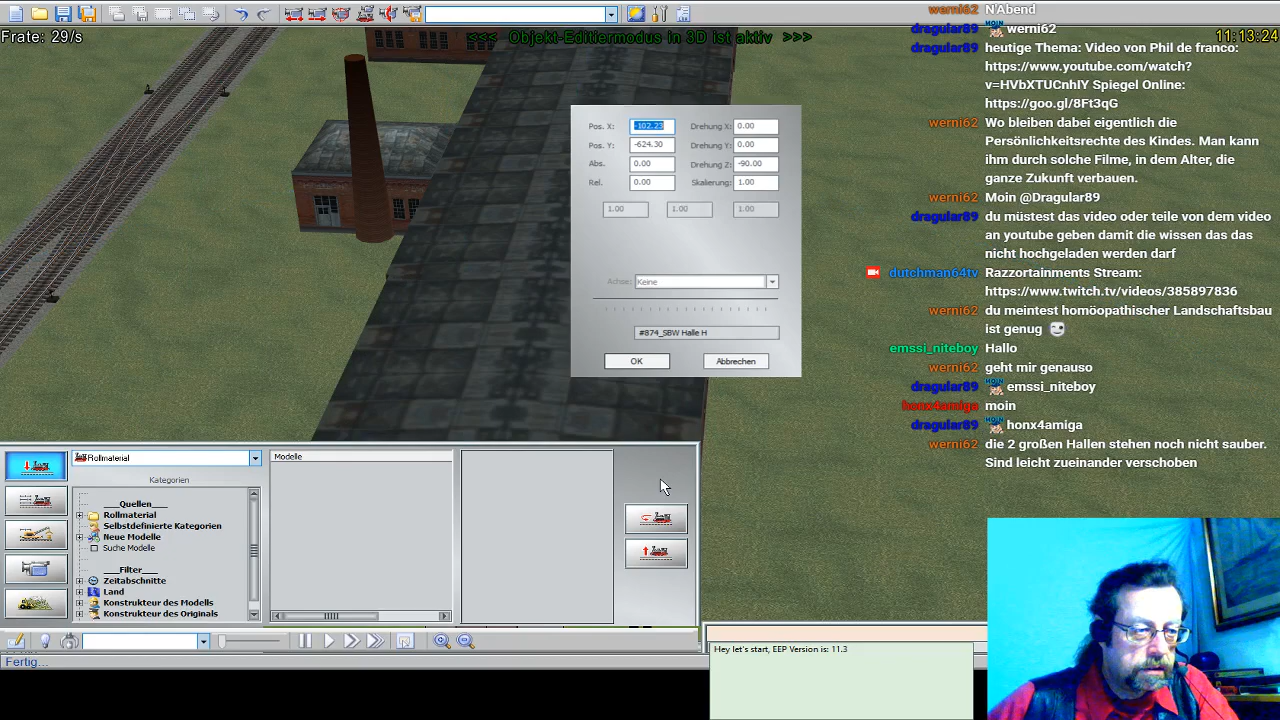 Frate: 29/s
<<< Objekt-Editiermodus in 3D ist aktiv >>>
11:13:24
Pos. X: -102.23 Drehung X: 0.00
Pos. Y: -624.30 Drehung Y: 0.00
Abs. 0.00 Drehung Z: -90.00
Rel. 0.00 Skalierung: 1.00
1.00 1.00 1.00
Achse: Keine
#874_SBW Halle H
OK Abbrechen
werni62 N'Abend
dragular89 MOIN werni62
dragular89 heutige Thema: Video von Phil de franco:
https://www.youtube.com/watch?
v=HVbXTUCnhlY Spiegel Online:
https://goo.gl/8Ft3qG
werni62 Wo bleiben dabei eigentlich die
Persönlichkeitsrechte des Kindes. Man kann
ihm durch solche Filme, in dem Alter, die
ganze Zukunft verbauen.
werni62 Moin @Dragular89
dragular89 du müstest das video oder teile von dem video
an youtube geben damit die wissen das das
nicht hochgeladen werden darf
dutchman64tv Razzortainments Stream:
https://www.twitch.tv/videos/385897836
werni62 du meintest homöopathischer Landschaftsbau
ist genug
emssi_niteboy Hallo
werni62 geht mir genauso
dragular89 MOIN emssi_niteboy
honx4amiga moin
dragular89 MOIN honx4amiga
werni62 die 2 großen Hallen stehen noch nicht sauber.
Sind leicht zueinander verschoben
Rollmaterial
Kategorien
___Quellen___
Rollmaterial
Selbstdefinierte Kategorien
Neue Modelle
Suche Modelle
___Filter___
Zeitabschnitte
Land
Konstrukteur des Modells
Konstrukteur des Originals
Modelle
Fertig...
Hey let's start, EEP Version is: 11.3